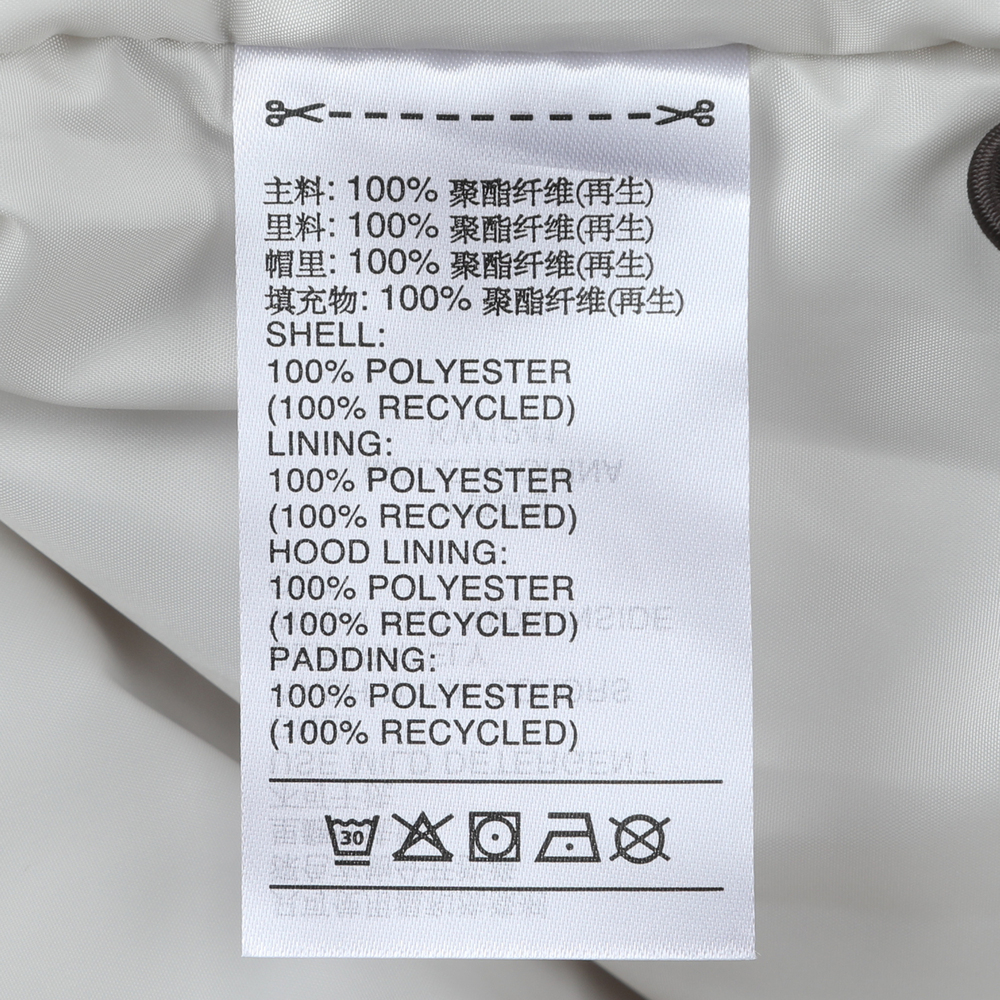 主料: 100% 聚酯纤维(再生)
里料: 100% 聚酯纤维(再生)
帽里: 100% 聚酯纤维(再生)
填充物: 100% 聚酯纤维(再生)
SHELL:
100% POLYESTER
(100% RECYCLED)
LINING:
100% POLYESTER
(100% RECYCLED)
HOOD LINING:
100% POLYESTER
(100% RECYCLED)
PADDING:
100% POLYESTER
(100% RECYCLED)
USE MILD DETERGENT
30